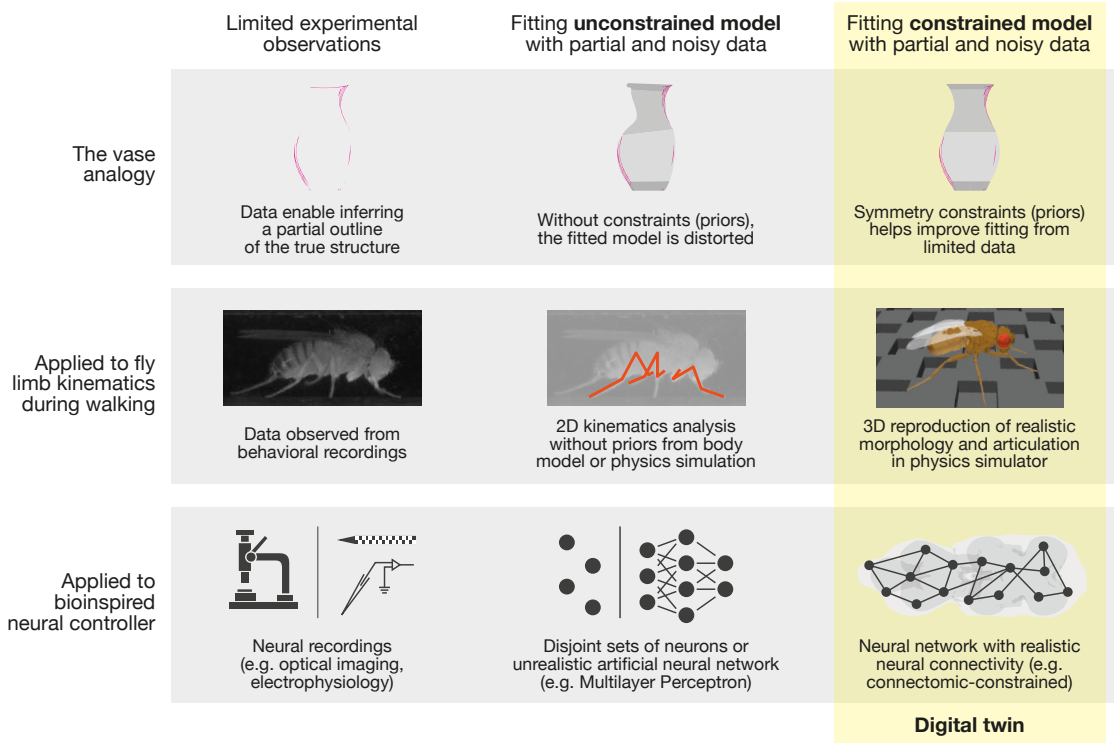 Limited experimental
observations
Fitting unconstrained model
with partial and noisy data
Fitting constrained model
with partial and noisy data
The vase
analogy
Data enable inferring
a partial outline
of the true structure
Without constraints (priors),
the fitted model is distorted
Symmetry constraints (priors)
helps improve fitting from
limited data
Applied to fly
limb kinematics
during walking
Data observed from
behavioral recordings
2D kinematics analysis
without priors from body
model or physics simulation
3D reproduction of realistic
morphology and articulation
in physics simulator
Applied to
bioinspired
neural controller
Neural recordings
(e.g. optical imaging,
electrophysiology)
Disjoint sets of neurons or
unrealistic artificial neural network
(e.g. Multilayer Perceptron)
Neural network with realistic
neural connectivity (e.g.
connectomic-constrained)
Digital twin